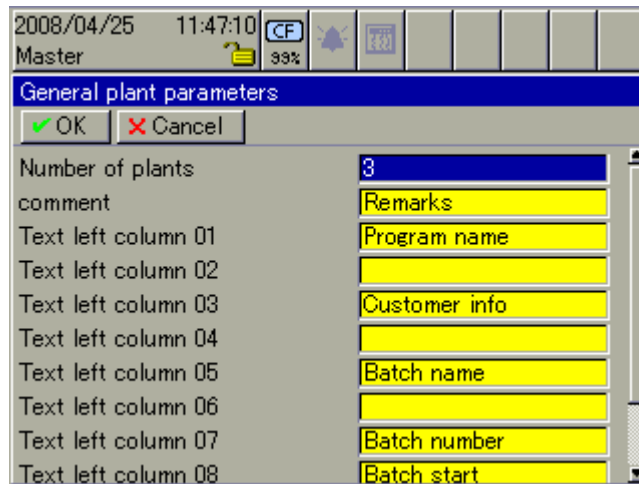 2008/04/25 11:47:10 CF
Master 99%
General plant parameters
OK Cancel
Number of plants 3
comment Remarks
Text left column 01 Program name
Text left column 02
Text left column 03 Customer info
Text left column 04
Text left column 05 Batch name
Text left column 06
Text left column 07 Batch number
Text left column 08 Batch start